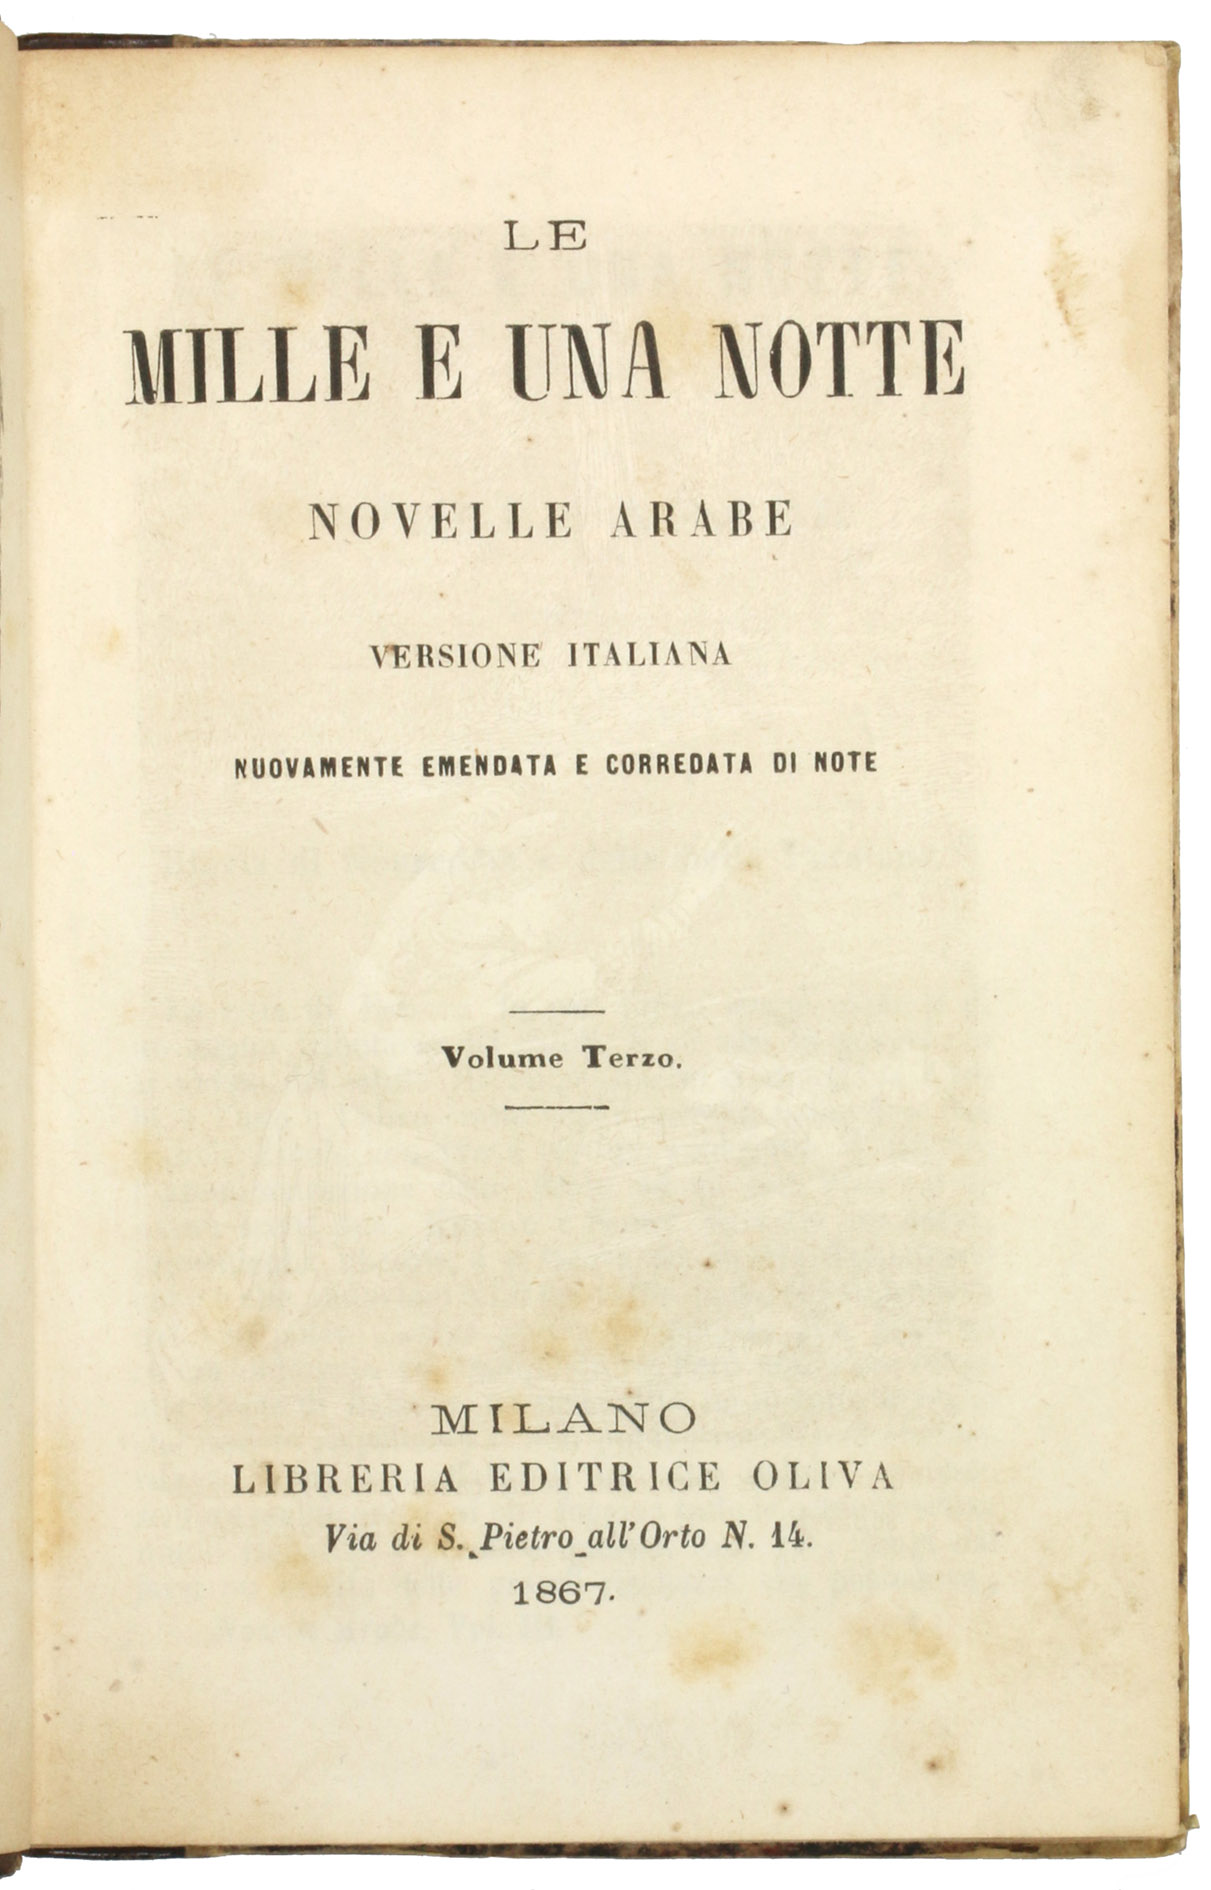 LE
MILLE E UNA NOTTE
NOVELLE ARABE
VERSIONE ITALIANA
NUOVAMENTE EMENDATA E CORREDATA DI NOTE
Volume Terzo.
MILANO
LIBRERIA EDITRICE OLIVA
Via di S. Pietro all'Orto N. 14.
1867.